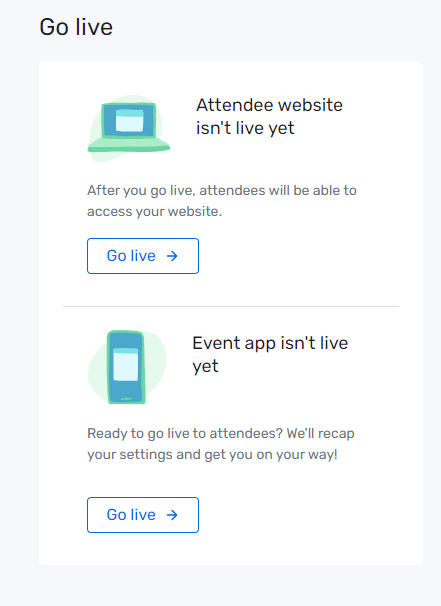 Go live
Attendee website
isn't live yet
After you go live, attendees will be able to
access your website.
Go live
Event app isn't live
yet
Ready to go live to attendees? We'll recap
your settings and get you on your way!
Go live